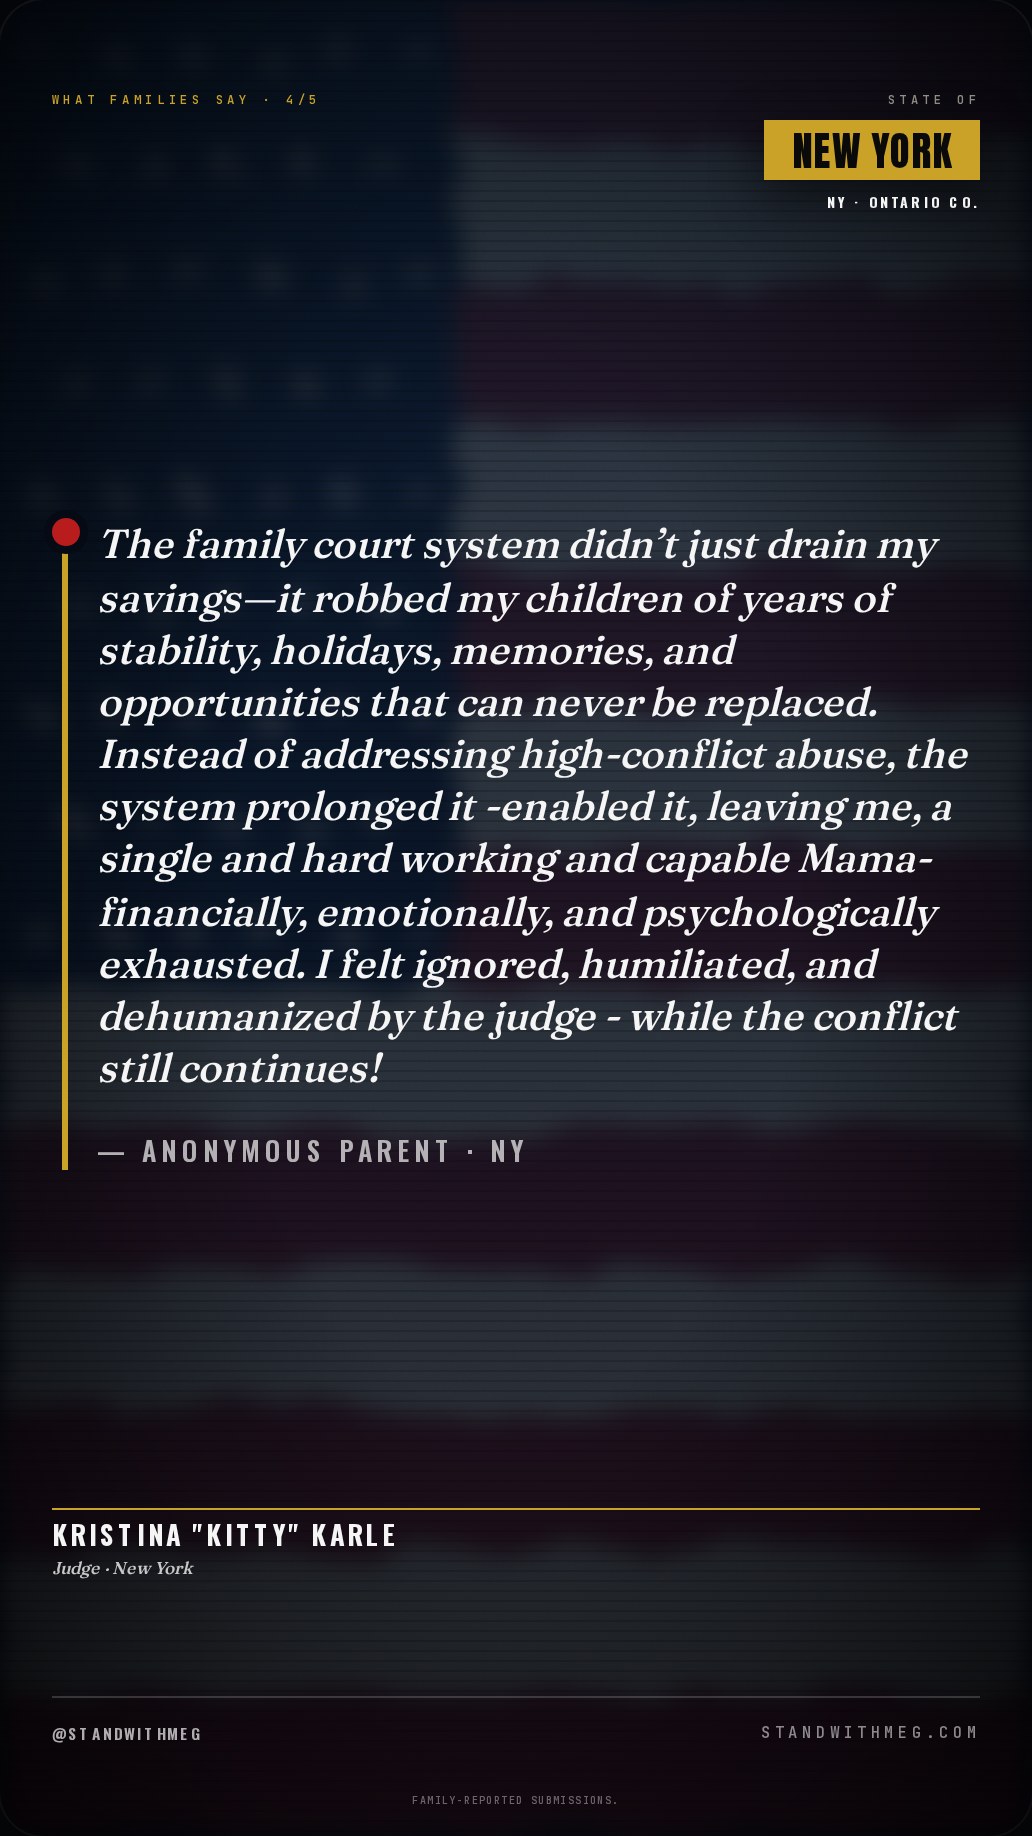 WHAT FAMILIES SAY · 4/5
STATE OF
NEW YORK
NY · ONTARIO CO.
The family court system didn’t just drain my
savings—it robbed my children of years of
stability, holidays, memories, and
opportunities that can never be replaced.
Instead of addressing high-conflict abuse, the
system prolonged it -enabled it, leaving me, a
single and hard working and capable Mama-
financially, emotionally, and psychologically
exhausted. I felt ignored, humiliated, and
dehumanized by the judge - while the conflict
still continues!
— ANONYMOUS PARENT · NY
KRISTINA "KITTY" KARLE
Judge · New York
@STANDWITHMEG
STANDWITHMEG.COM
FAMILY-REPORTED SUBMISSIONS.